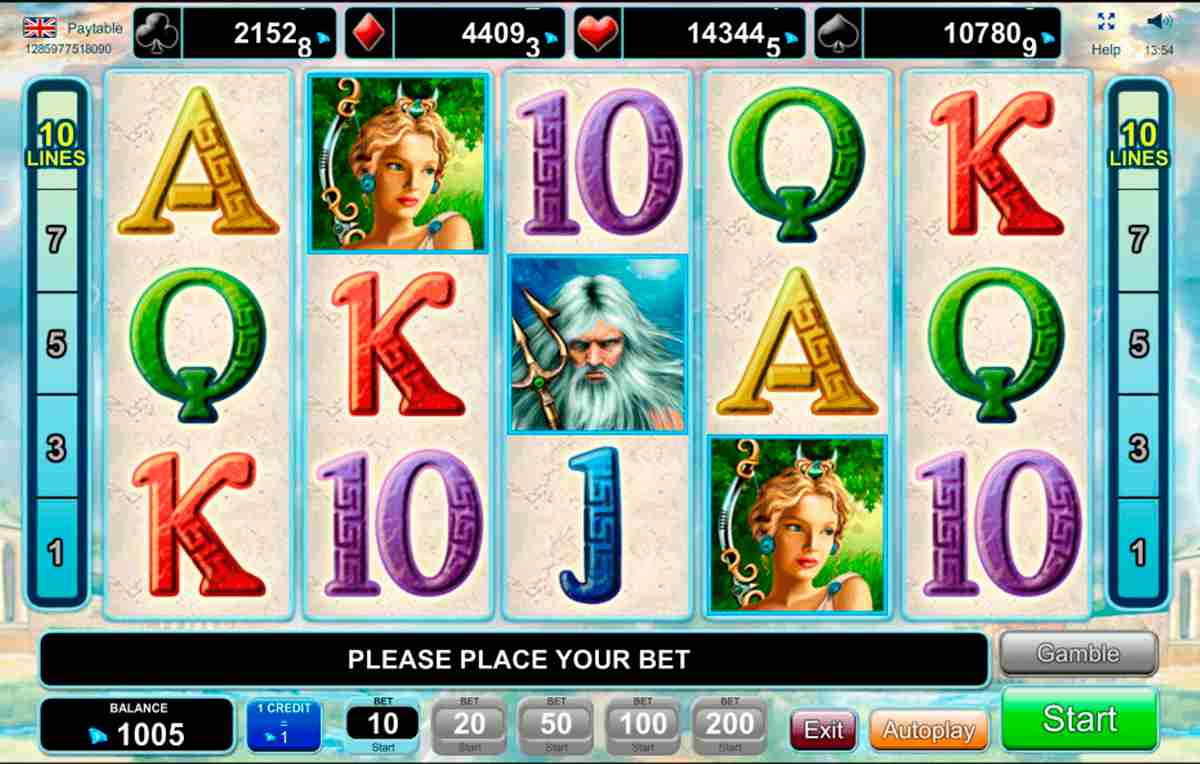 Paytable
1285977518090
21528
44093
143445
107809
Help
13:54
10
LINES
7
5
3
1
A
10
Q
K
Q
K
A
Q
K
10
J
10
10
LINES
7
5
3
1
PLEASE PLACE YOUR BET
Gamble
BALANCE
1005
1 CREDIT
=
1
BET
10
Start
BET
20
Start
BET
50
Start
BET
100
Start
BET
200
Start
Exit
Autoplay
Start